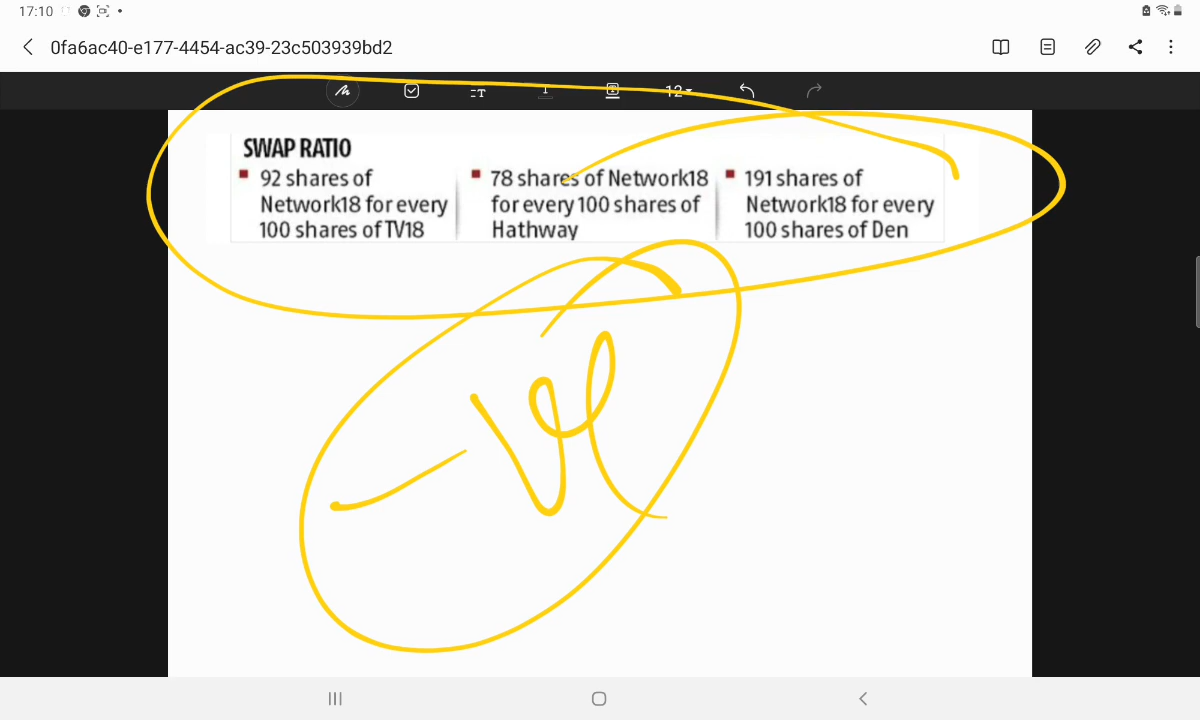 17:10
0fa6ac40-e177-4454-ac39-23c503939bd2
12
SWAP RATIO
92 shares of
Network18 for every
100 shares of TV18
78 shares of Network18
for every 100 shares of
Hathway
191 shares of
Network18 for every
100 shares of Den
-ve